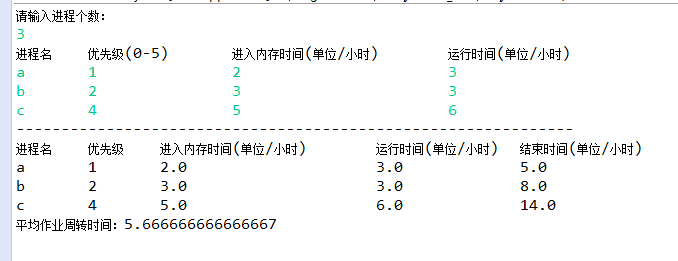 请输入进程个数:
3
进程名 优先级(0-5) 进入内存时间(单位/小时) 运行时间(单位/小时)
a 1 2 3
b 2 3 3
c 4 5 6
------------------------------------------------------------------
进程名 优先级 进入内存时间(单位/小时) 运行时间(单位/小时) 结束时间(单位/小时)
a 1 2.0 3.0 5.0
b 2 3.0 3.0 8.0
c 4 5.0 6.0 14.0
平均作业周转时间：5.666666666666667